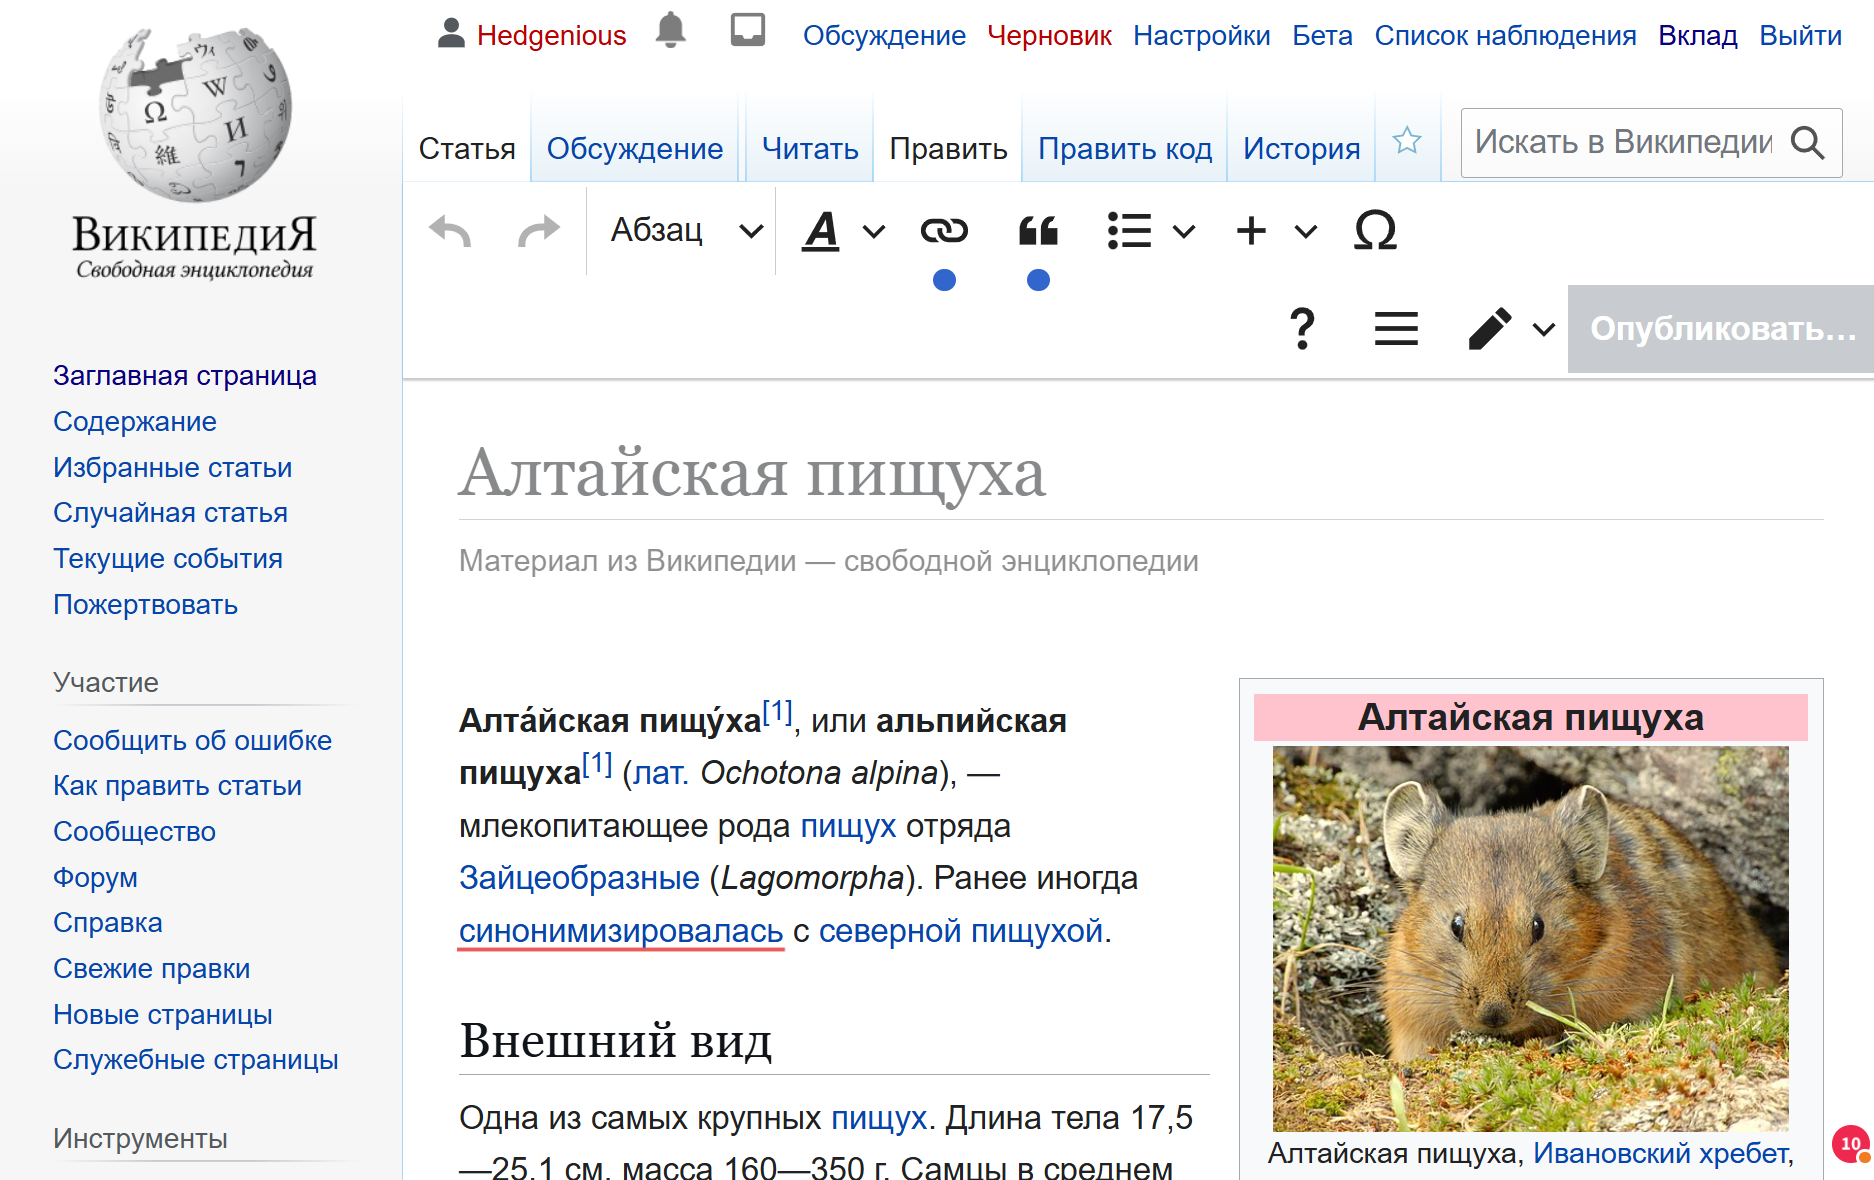 Hedgenious Обсуждение Черновик Настройки Бета Список наблюдения Вклад Выйти
Статья Обсуждение Читать Править Править код История Искать в Википедии
ВикипедиЯ
Свободная энциклопедия
Абзац A Ω
? Опубликовать…
Заглавная страница
Содержание
Избранные статьи
Случайная статья
Текущие события
Пожертвовать
Участие
Сообщить об ошибке
Как править статьи
Сообщество
Форум
Справка
Свежие правки
Новые страницы
Служебные страницы
Инструменты
Алтайская пищуха
Материал из Википедии — свободной энциклопедии
Алта́йская пищу́ха[1], или альпийская
пищуха[1] (лат. Ochotona alpina), —
млекопитающее рода пищух отряда
Зайцеобразные (Lagomorpha). Ранее иногда
синонимизировалась с северной пищухой.
Внешний вид
Одна из самых крупных пищух. Длина тела 17,5
—25,1 см, масса 160—350 г. Самцы в среднем
Алтайская пищуха
Алтайская пищуха, Ивановский хребет,
10